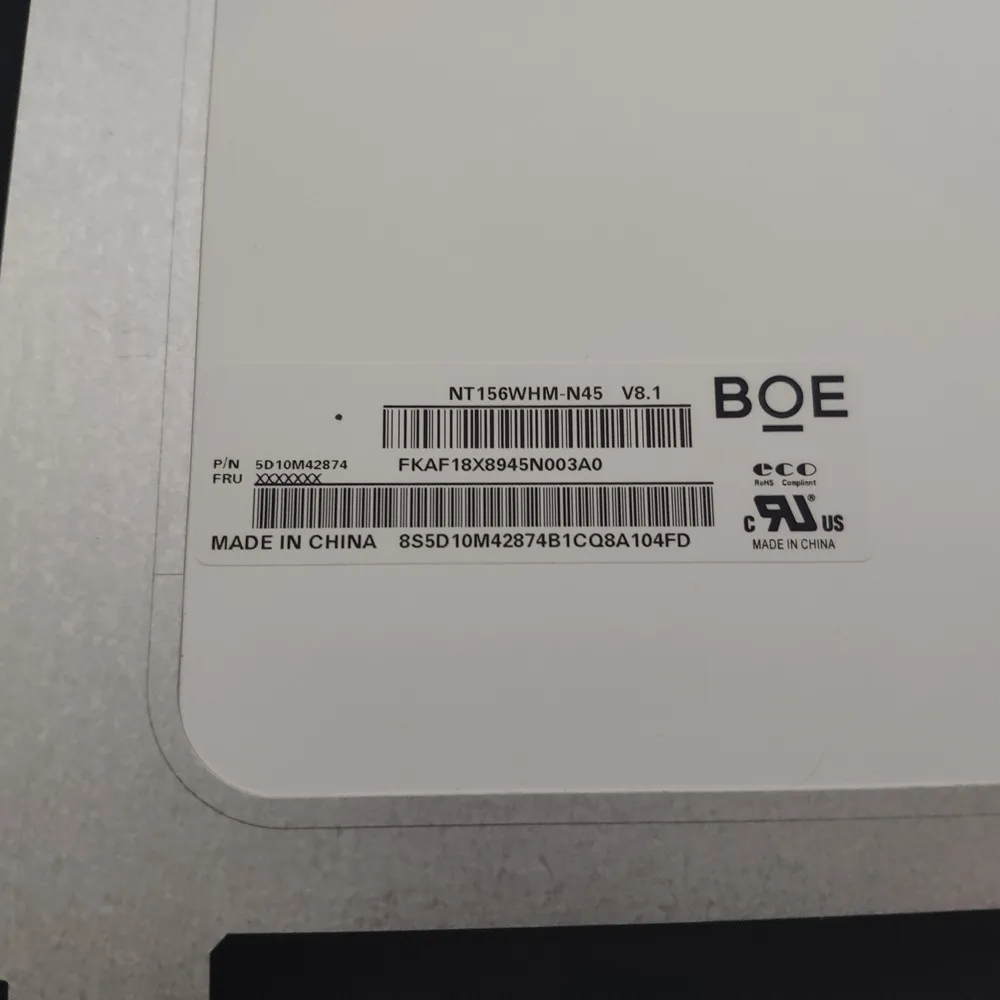 NT156WHM-N45 V8.1
BOE
P/N 5D10M42874
FKAF18X8945N003A0
FRU XXXXXXX
eco
RoHS Compliant
MADE IN CHINA 8S5D10M42874B1CQ8A104FD
C RU ® US
MADE IN CHINA